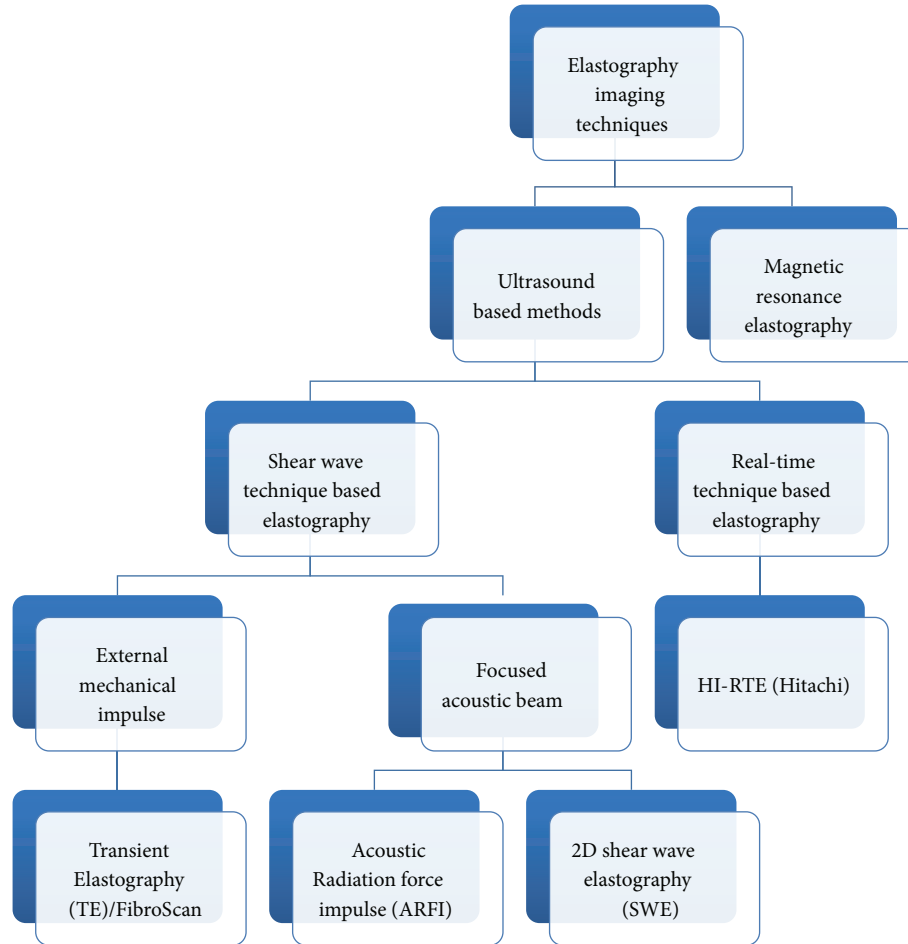 Elastography
imaging
techniques
Ultrasound
based methods
Magnetic
resonance
elastography
Shear wave
technique based
elastography
Real-time
technique based
elastography
External
mechanical
impulse
Focused
acoustic beam
HI-RTE (Hitachi)
Transient
Elastography
(TE)/FibroScan
Acoustic
Radiation force
impulse (ARFI)
2D shear wave
elastography
(SWE)